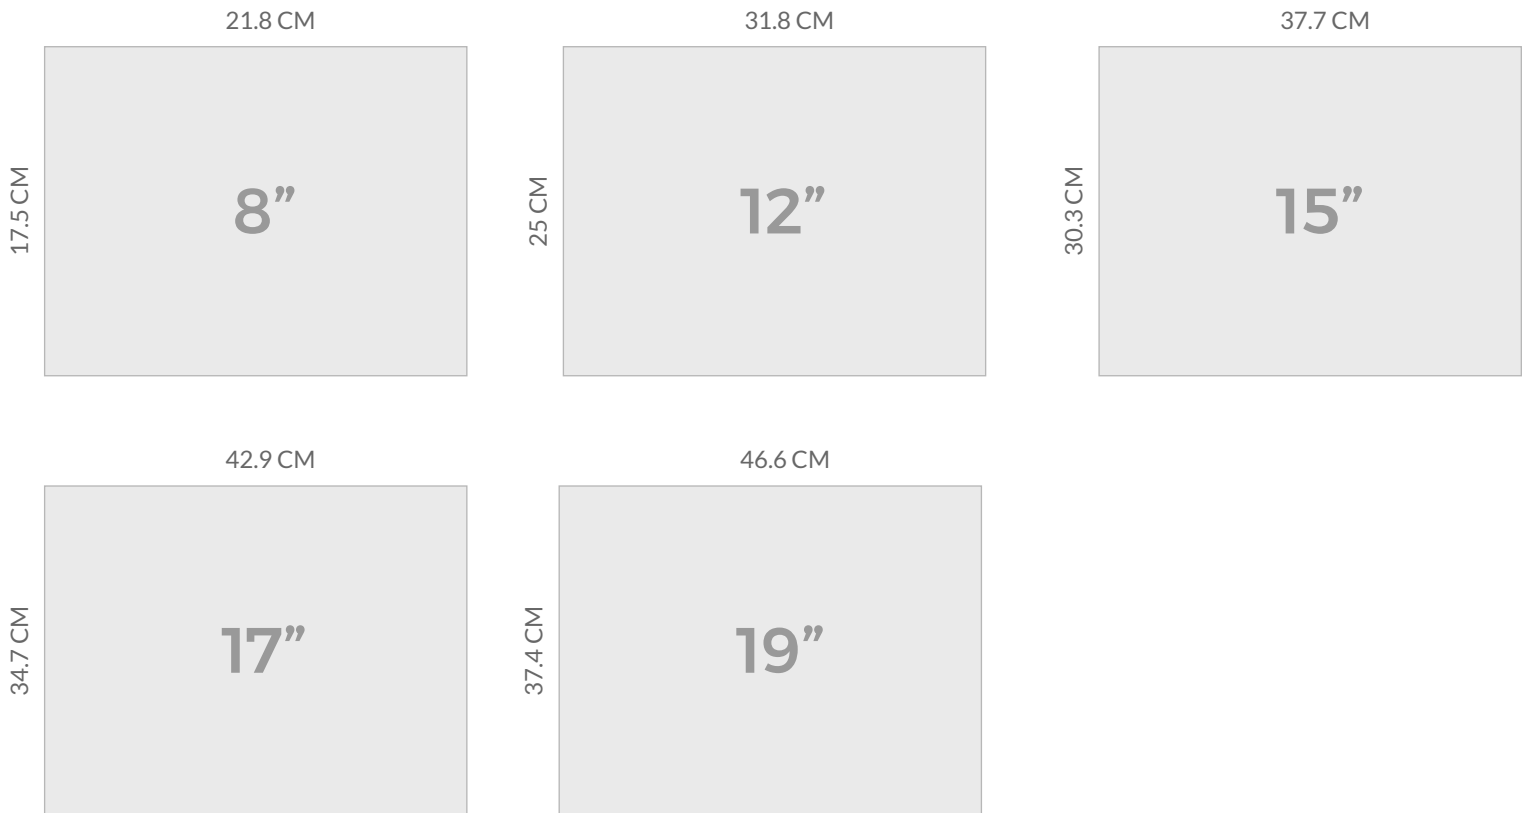 21.8 CM
31.8 CM
37.7 CM
17.5 CM
8”
25 CM
12”
30.3 CM
15”
42.9 CM
46.6 CM
34.7 CM
17”
37.4 CM
19”